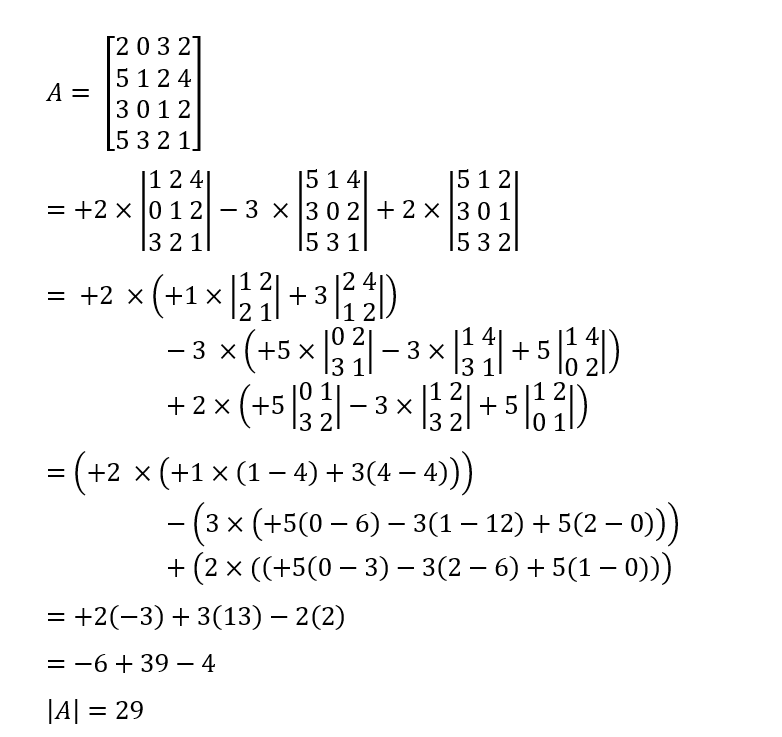 A = [2 0 3 2
5 1 2 4
3 0 1 2
5 3 2 1]
= +2 × |1 2 4; 0 1 2; 3 2 1| − 3 × |5 1 4; 3 0 2; 5 3 1| + 2 × |5 1 2; 3 0 1; 5 3 2|
= +2 × (+1 × |1 2; 2 1| + 3 |2 4; 1 2|)
− 3 × (+5 × |0 2; 3 1| − 3 × |1 4; 3 1| + 5 |1 4; 0 2|)
+ 2 × (+5 |0 1; 3 2| − 3 × |1 2; 3 2| + 5 |1 2; 0 1|)
= (+2 × (+1 × (1 − 4) + 3(4 − 4)))
− (3 × (+5(0 − 6) − 3(1 − 12) + 5(2 − 0)))
+ (2 × ((+5(0 − 3) − 3(2 − 6) + 5(1 − 0)))
= +2(−3) + 3(13) − 2(2)
= −6 + 39 − 4
|A| = 29